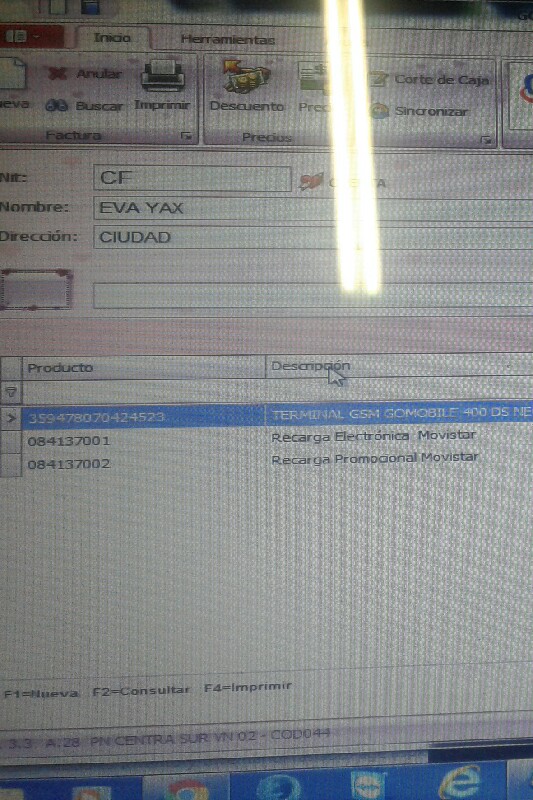 Inicio Herramientas
Anular Corte de Caja
Buscar Imprimir Descuento Sincronizar
Factura Precios
Nit: CF
Nombre: EVA YAX
Dirección: CIUDAD
Producto Descripción
359478070424523 TERMINAL GSM GOMOBILE 400 DS NE
084137001 Recarga Electrónica Movistar
084137002 Recarga Promocional Movistar
F1=Nueva F2=Consultar F4=Imprimir
3.3 A.28 PN CENTRA SUR VN 02 - COD044